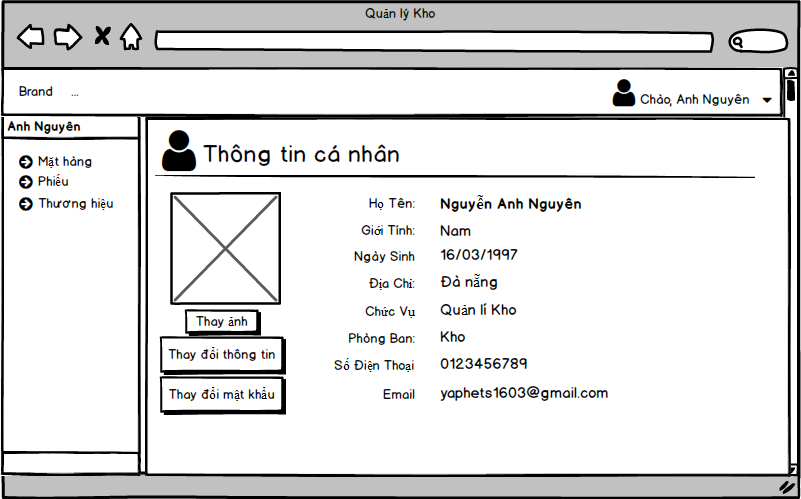 Quản lý Kho
Brand ...
Chào, Anh Nguyên
Anh Nguyên
Mặt hàng
Phiếu
Thương hiệu
Thông tin cá nhân
Thay ảnh
Thay đổi thông tin
Thay đổi mật khẩu
Họ Tên: Nguyễn Anh Nguyên
Giới Tính: Nam
Ngày Sinh 16/03/1997
Địa Chỉ: Đà nẵng
Chức Vụ Quản lí Kho
Phòng Ban: Kho
Số Điện Thoại 0123456789
Email yaphets1603@gmail.com